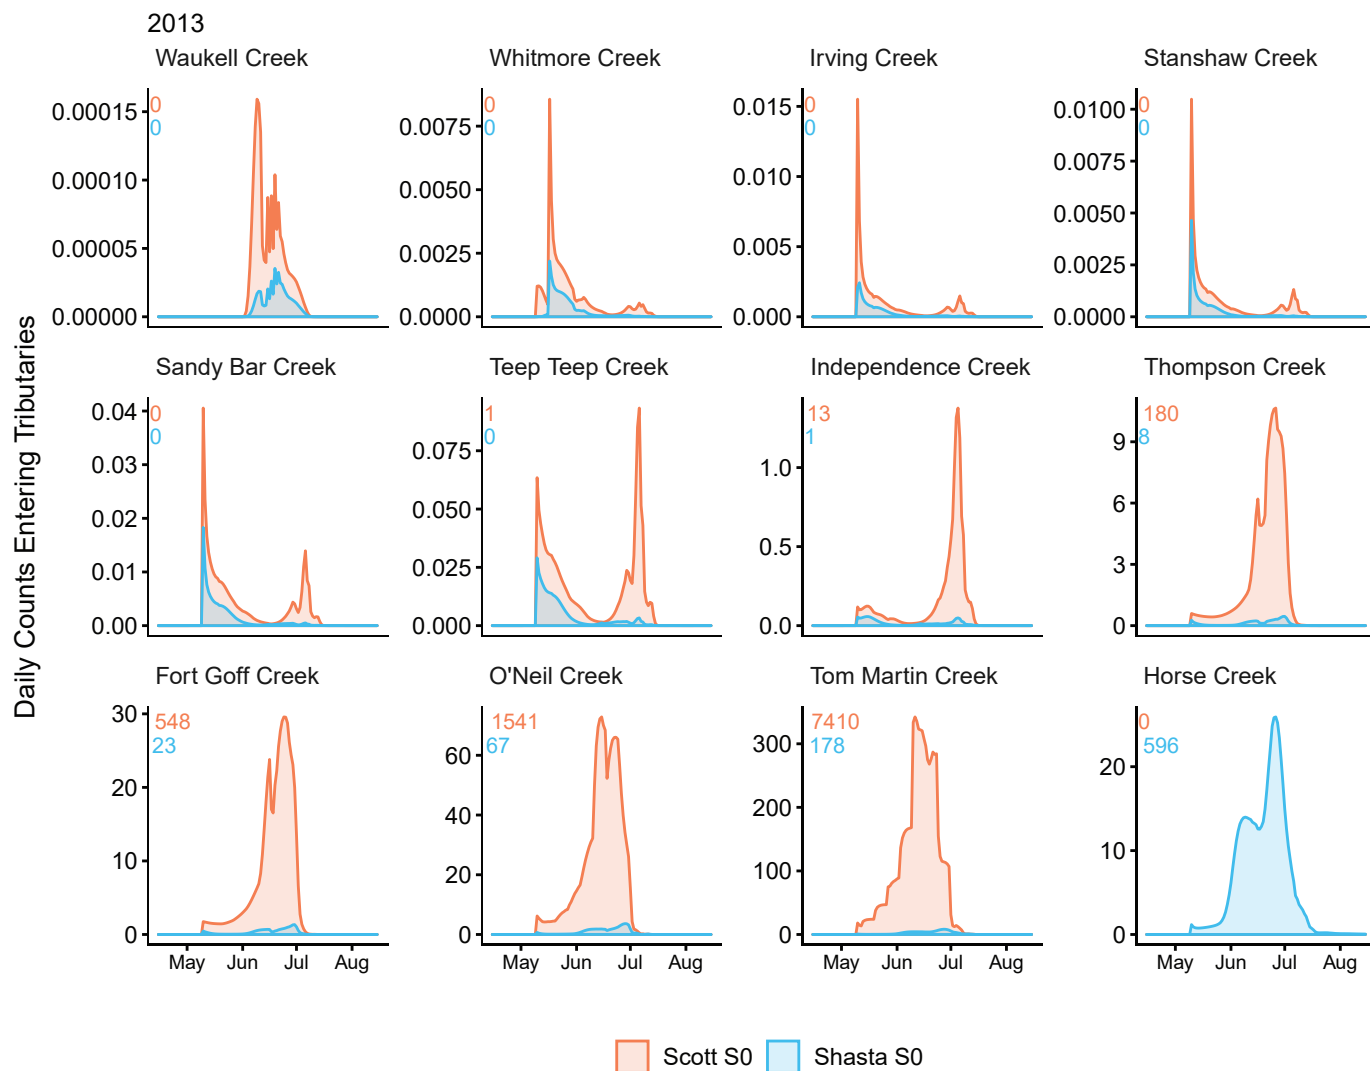 2013
Waukell Creek Whitmore Creek Irving Creek Stanshaw Creek
0 0 0 0
0.00015 0.0075 0.015 0.0100
0 0 0 0
0.00010 0.0050 0.010 0.0075
0.00005 0.0025 0.005 0.0050
0.0025
0.00000 0.0000 0.000 0.0000
Daily Counts Entering Tributaries
Sandy Bar Creek Teep Teep Creek Independence Creek Thompson Creek
0 1 13 180
0.04
0 0 1 8
0.03 0.075 1.0 9
0.02 0.050 0.5 6
0.01 0.025 3
0.00 0.000 0.0 0
Fort Goff Creek O'Neil Creek Tom Martin Creek Horse Creek
548 1541 7410 0
23 67 178 596
30 60 300 20
20 40 200 10
10 20 100
0 0 0 0
May Jun Jul Aug May Jun Jul Aug May Jun Jul Aug May Jun Jul Aug
Scott S0 Shasta S0